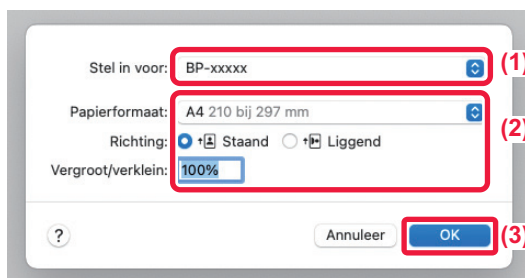 Stel in voor: BP-xxxxx (1)
Papierformaat: A4 210 bij 297 mm
(2)
Richting: Staand Liggend
Vergroot/verklein: 100%
? Annuleer OK (3)